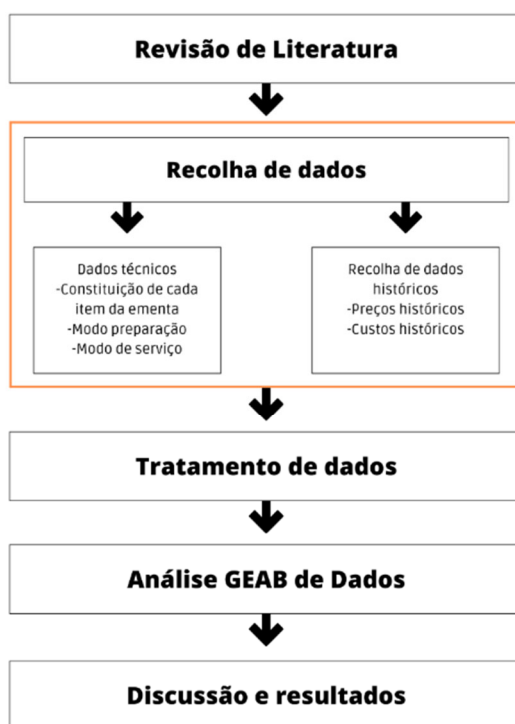 Revisão de Literatura
Recolha de dados
Dados técnicos
-Constituição de cada
item da ementa
-Modo preparação
-Modo de serviço
Recolha de dados
históricos
-Preços históricos
-Custos históricos
Tratamento de dados
Análise GEAB de Dados
Discussão e resultados